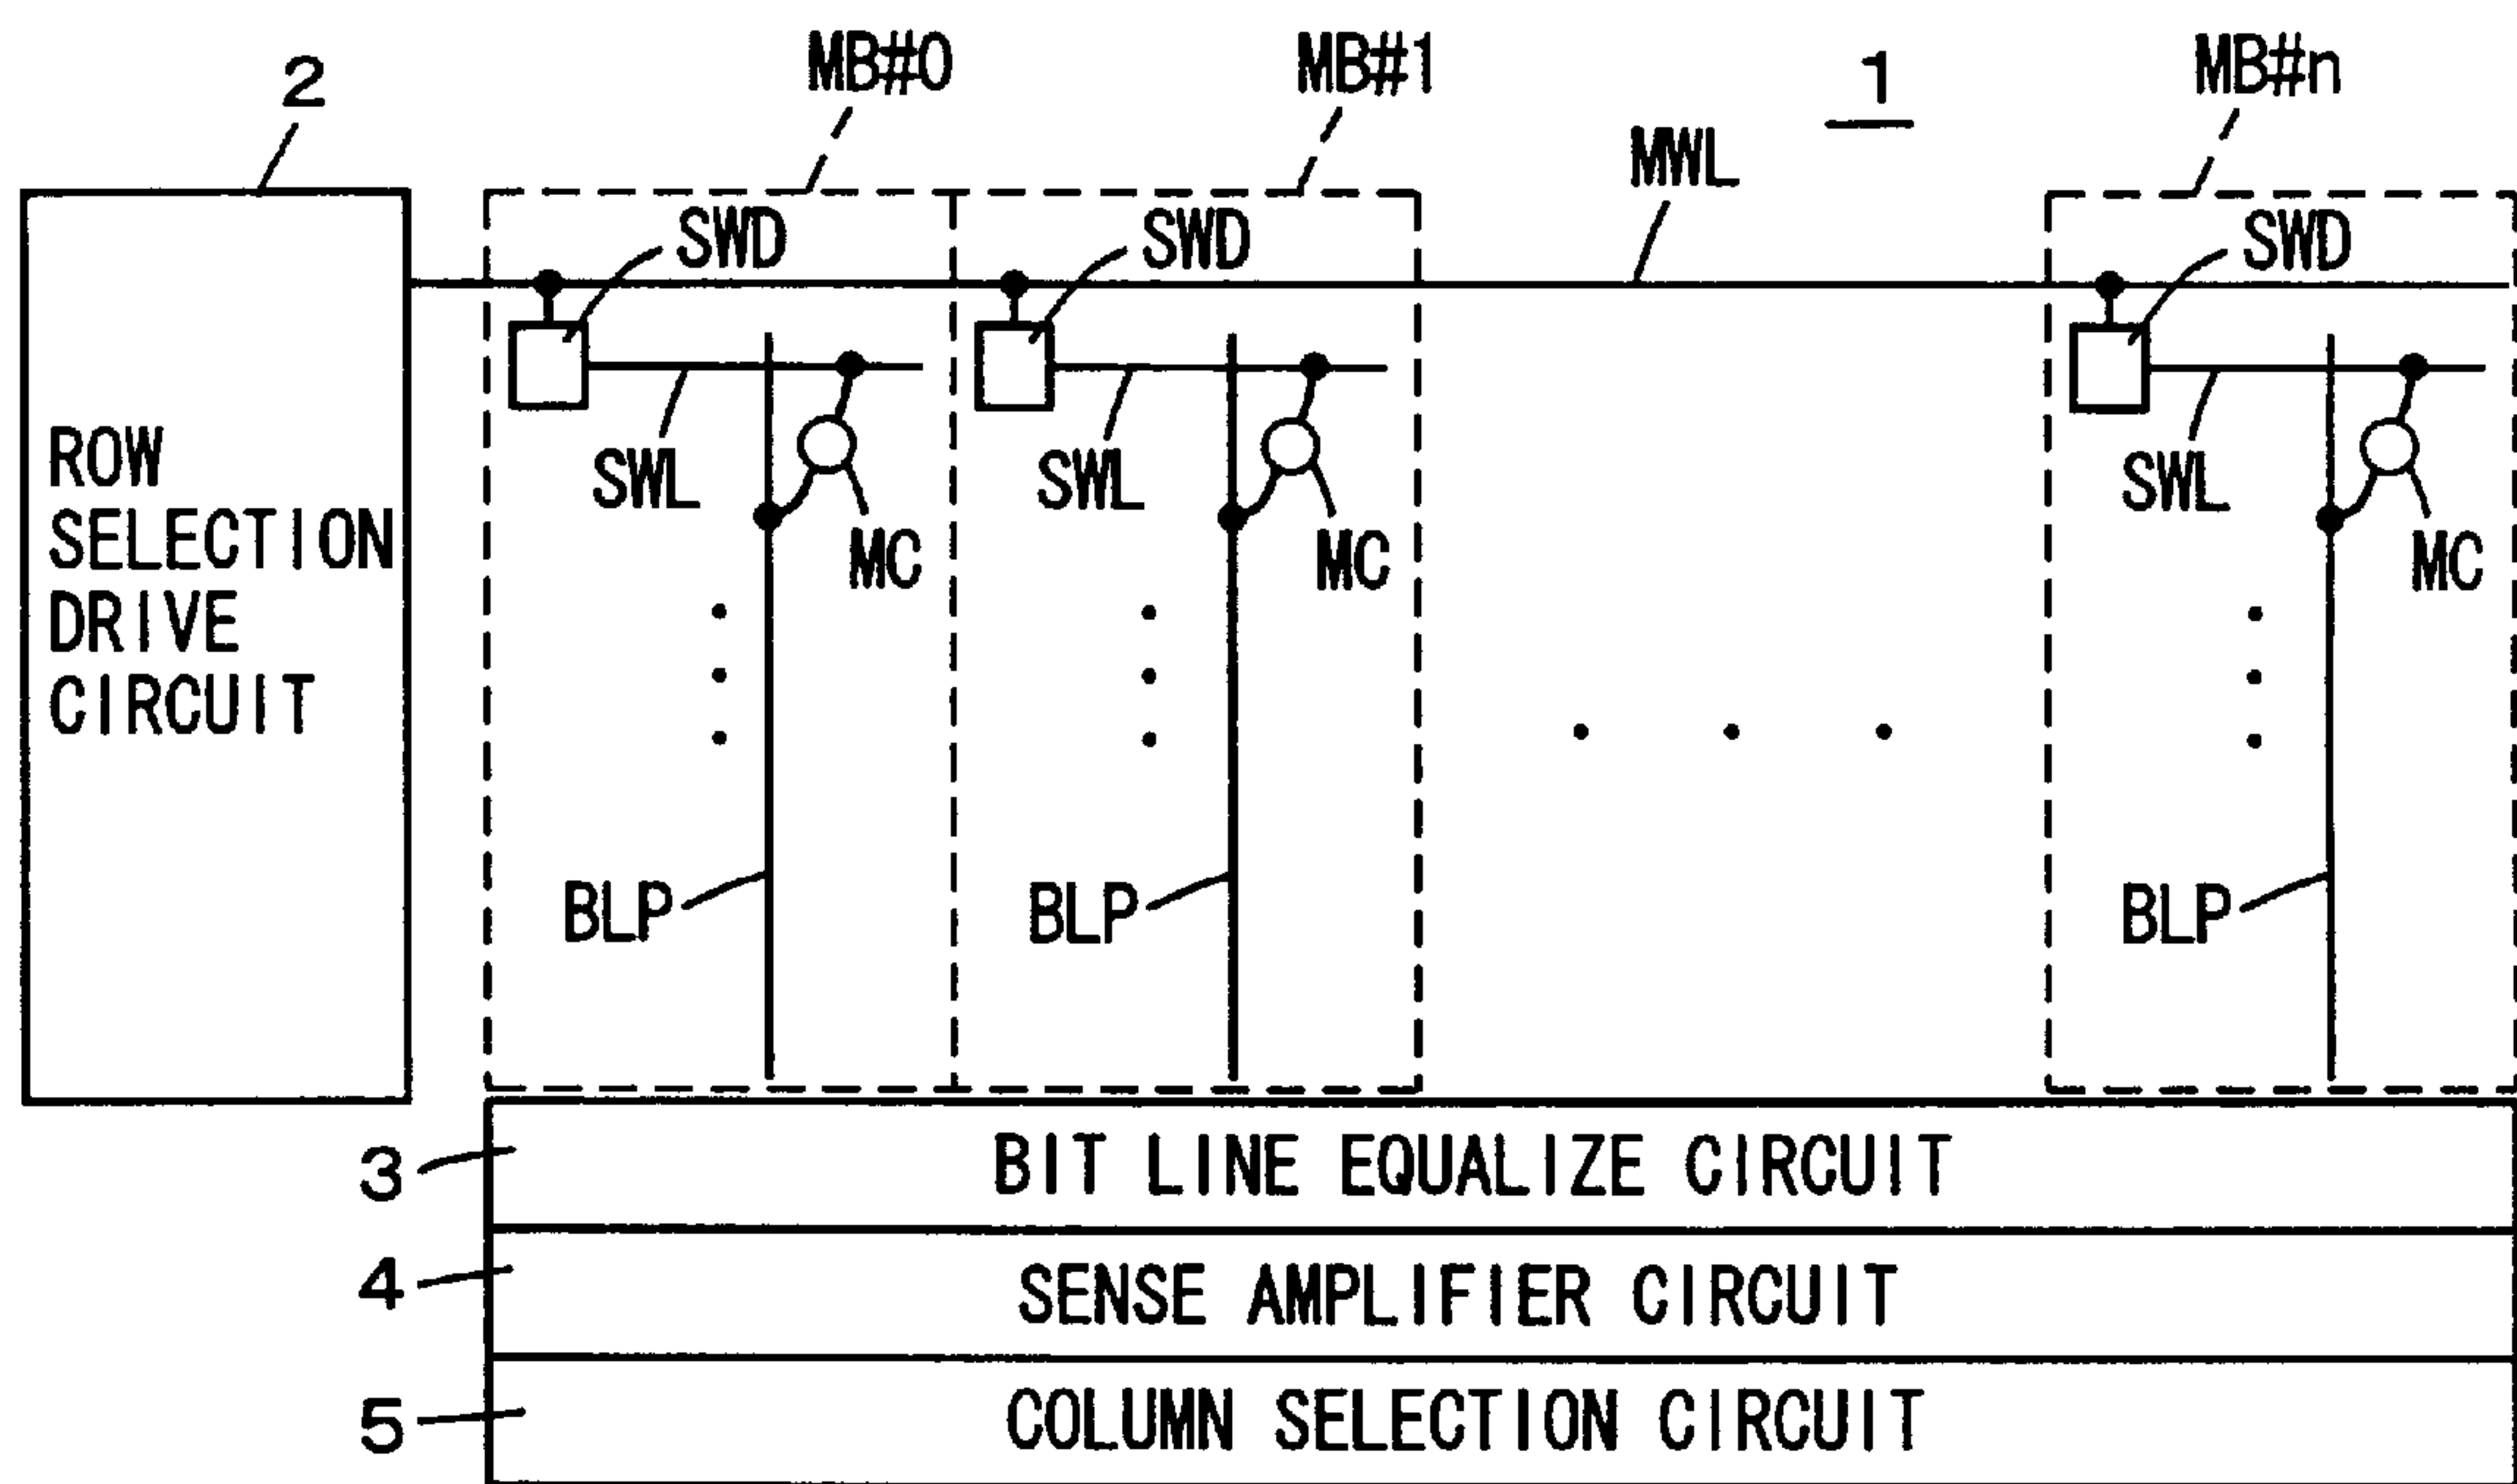 MB#0 MB#1 1 MB#n
2
MWL
SWD SWD SWD
ROW
SELECTION
DRIVE
CIRCUIT
SWL SWL SWL
MC MC MC
BLP BLP BLP
3 BIT LINE EQUALIZE CIRCUIT
4 SENSE AMPLIFIER CIRCUIT
5 COLUMN SELECTION CIRCUIT